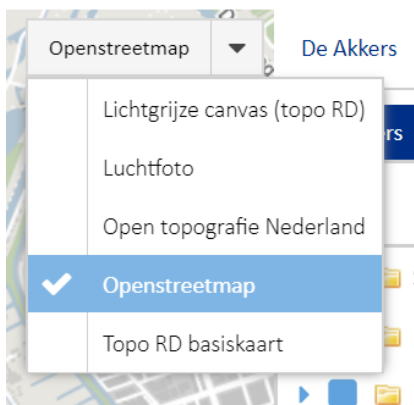 Openstreetmap
De Akkers
Lichtgrijze canvas (topo RD)
Luchtfoto
Open topografie Nederland
Openstreetmap
Topo RD basiskaart